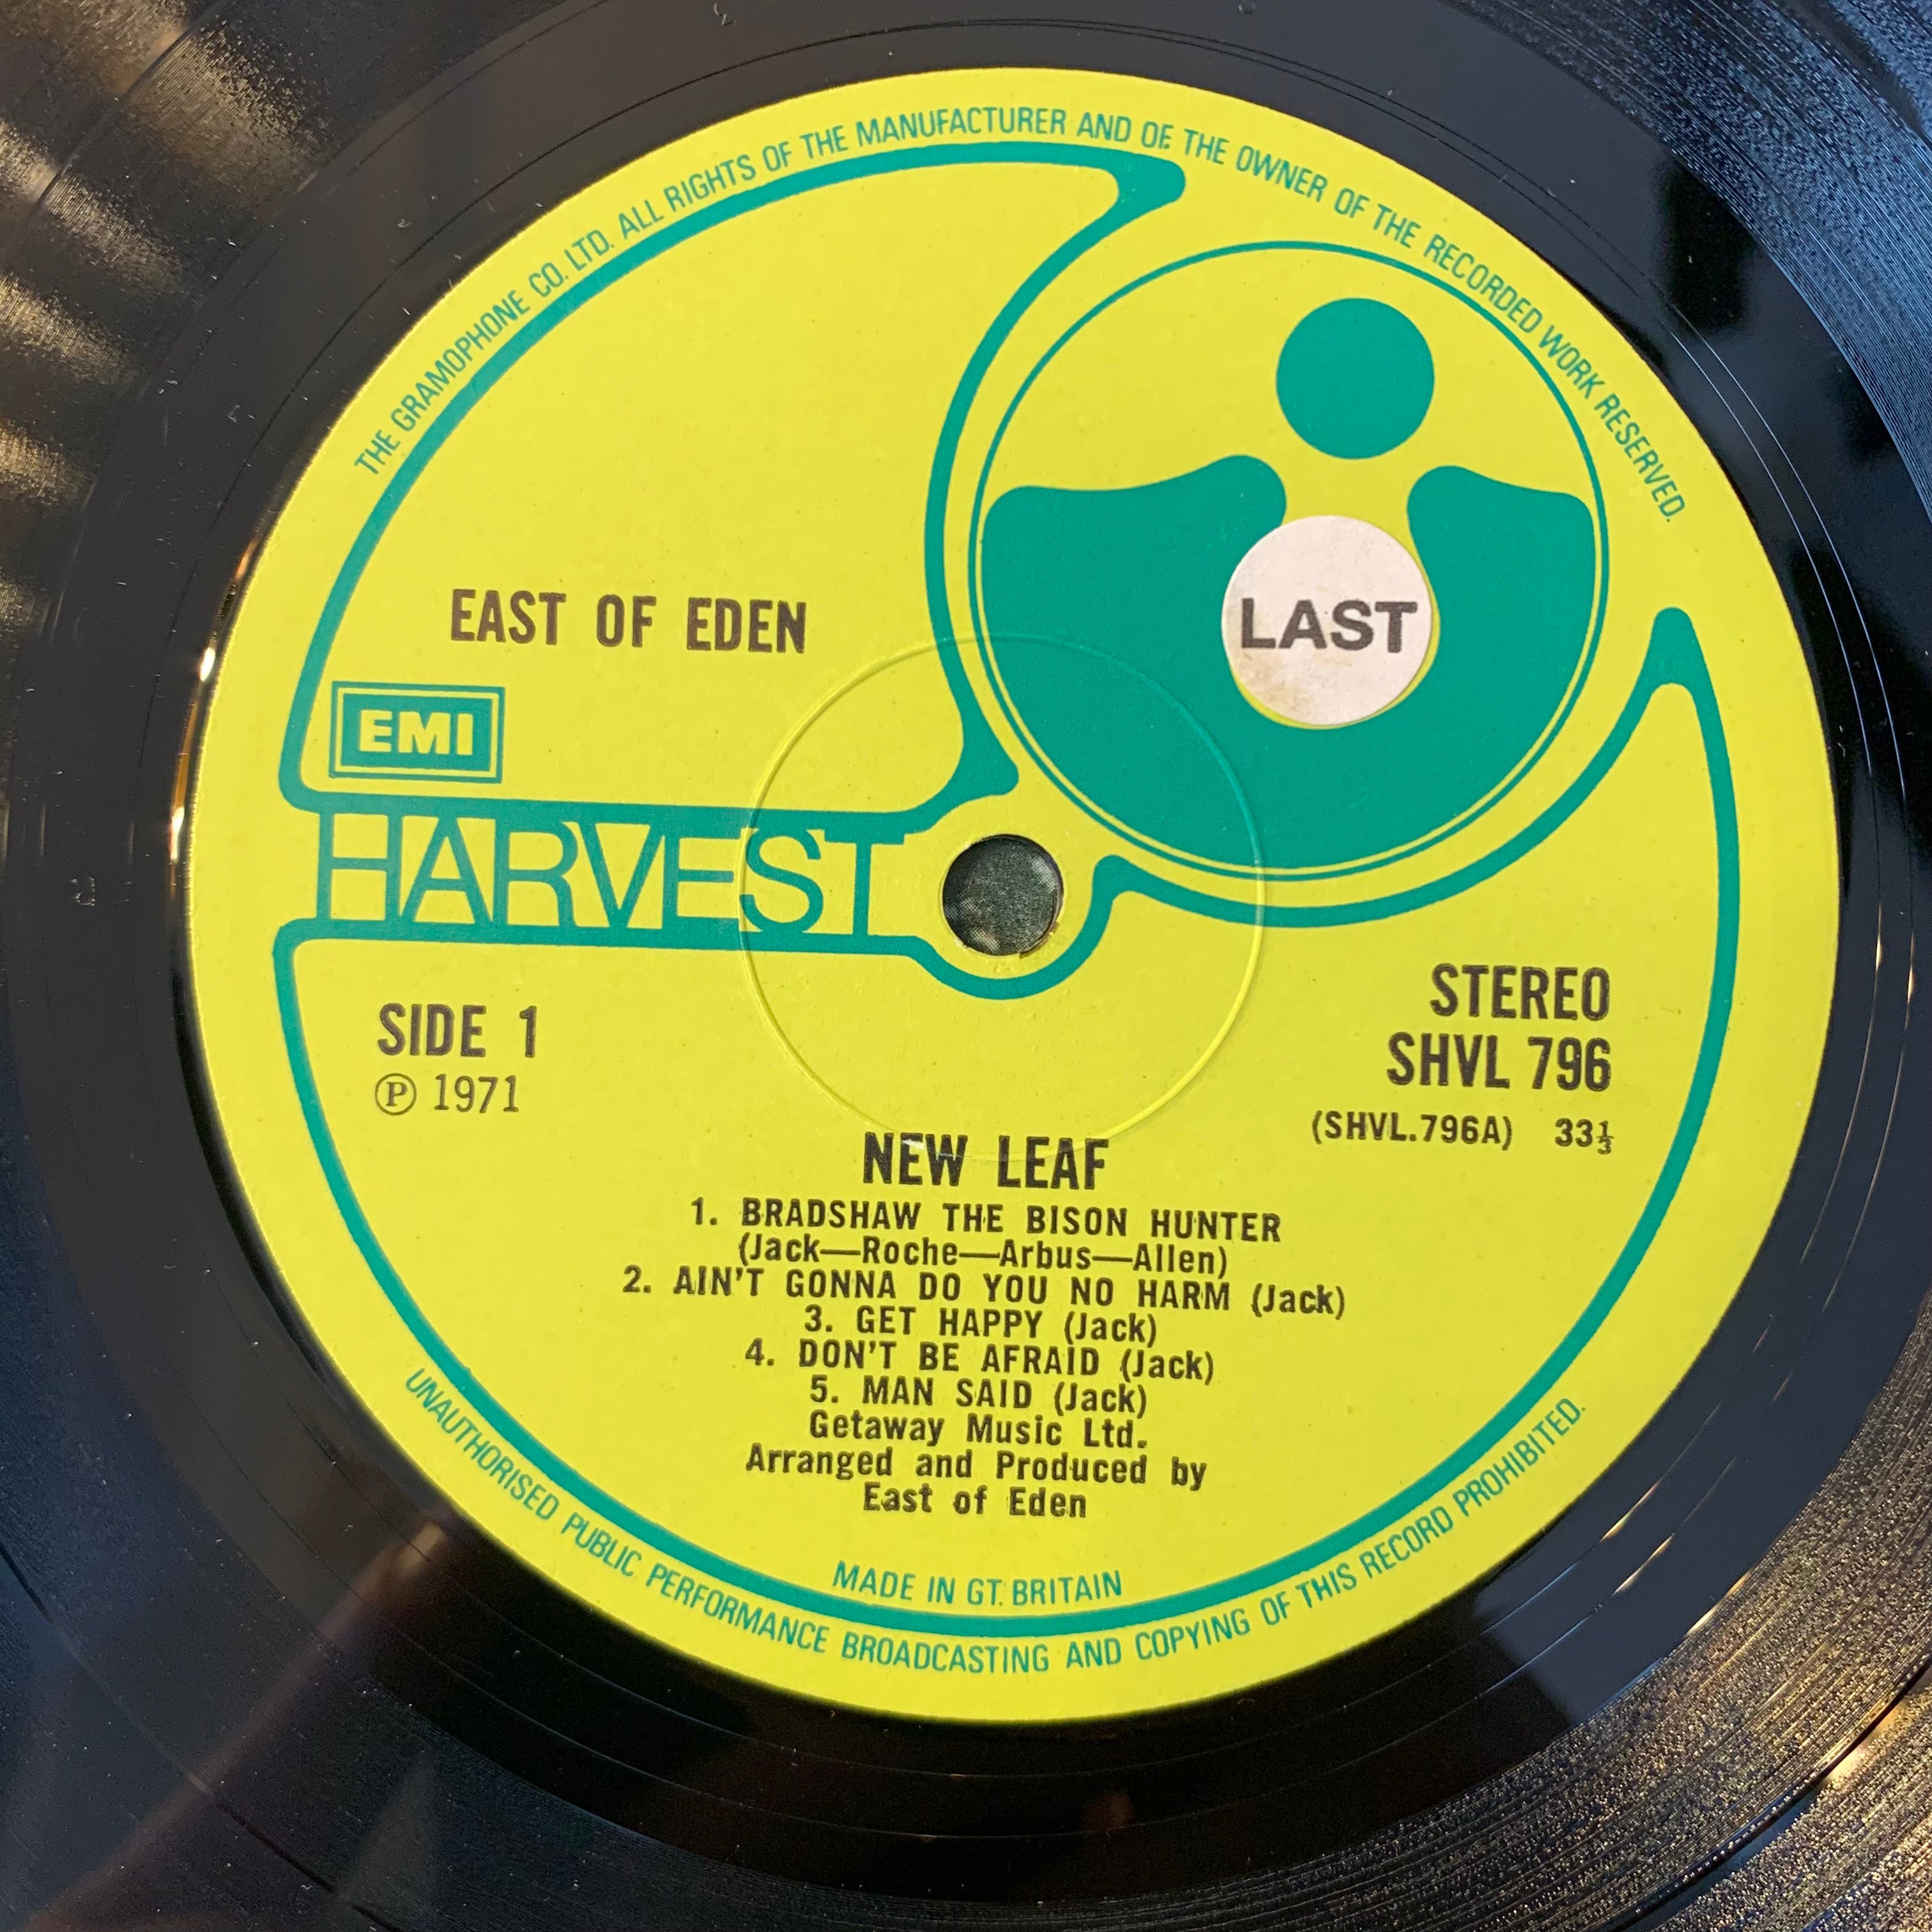 THE GRAMOPHONE CO. LTD. ALL RIGHTS OF THE MANUFACTURER AND OF THE OWNER OF THE RECORDED WORK RESERVED.
LAST
EAST OF EDEN
EMI
HARVEST
SIDE 1
Ⓟ 1971
STEREO
SHVL 796
(SHVL.796A) 33⅓
NEW LEAF
1. BRADSHAW THE BISON HUNTER
(Jack—Roche—Arbus—Allen)
2. AIN'T GONNA DO YOU NO HARM (Jack)
3. GET HAPPY (Jack)
4. DON'T BE AFRAID (Jack)
5. MAN SAID (Jack)
Getaway Music Ltd.
Arranged and Produced by
East of Eden
MADE IN GT. BRITAIN
UNAUTHORISED PUBLIC PERFORMANCE BROADCASTING AND COPYING OF THIS RECORD PROHIBITED.